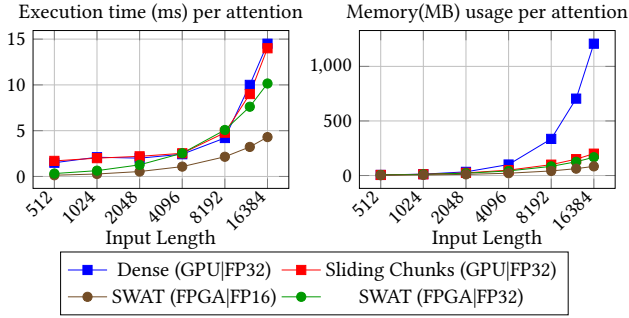 Execution time (ms) per attention
15
10
5
0
512
1024
2048
4096
8192
16384
Input Length
Memory(MB) usage per attention
1,000
500
0
512
1024
2048
4096
8192
16384
Input Length
Dense (GPU|FP32)
Sliding Chunks (GPU|FP32)
SWAT (FPGA|FP16)
SWAT (FPGA|FP32)